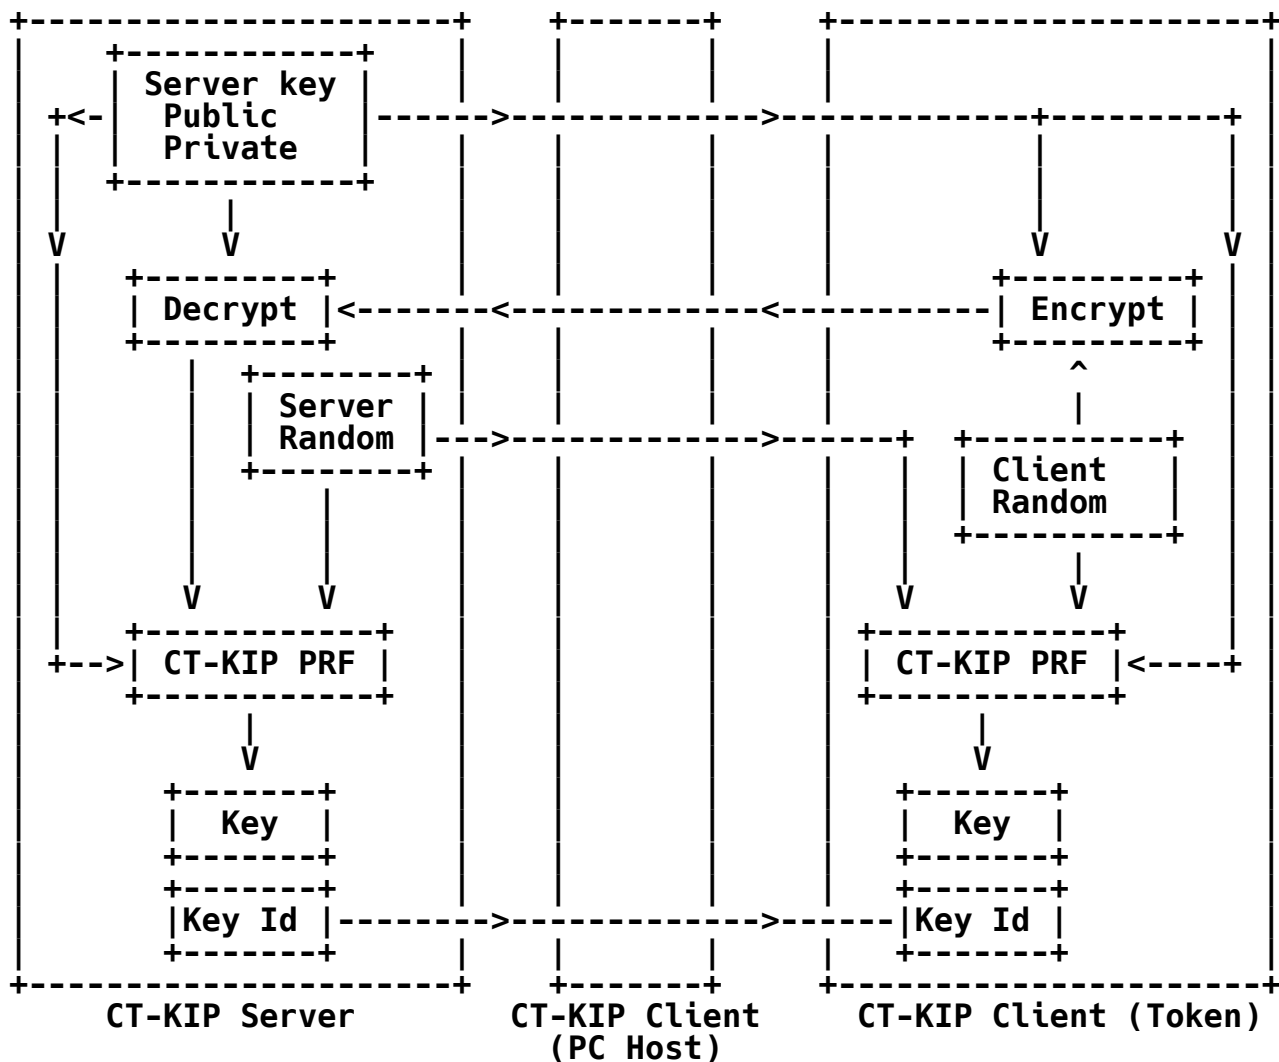 Server key
Public
Private
Decrypt
Encrypt
Server
Random
Client
Random
CT-KIP PRF
CT-KIP PRF
Key
Key
Key Id
Key Id
CT-KIP Server
CT-KIP Client
(PC Host)
CT-KIP Client (Token)